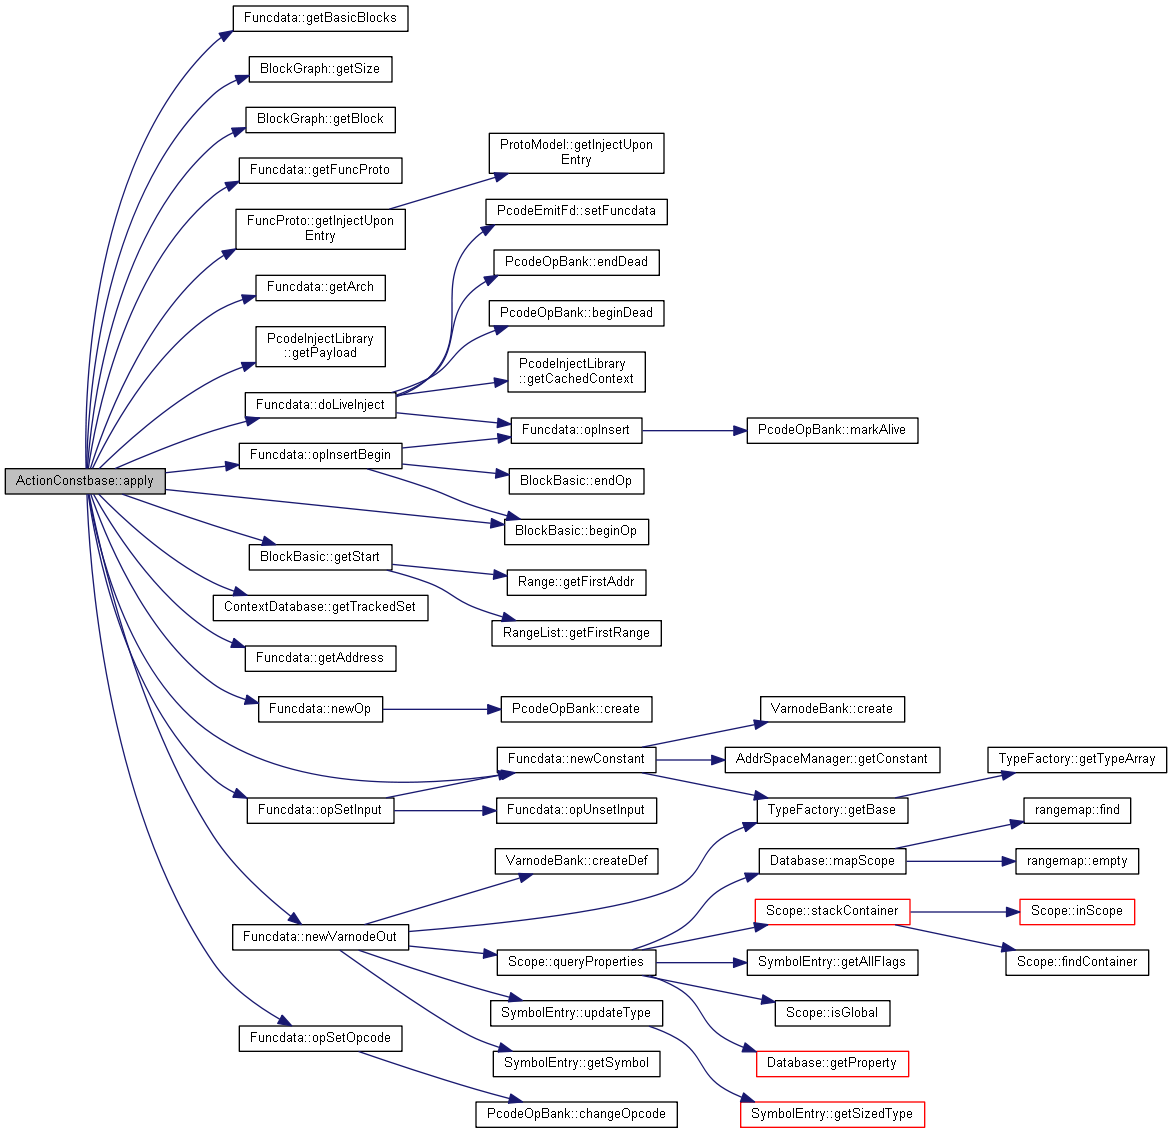 Funcdata::getBasicBlocks
BlockGraph::getSize
BlockGraph::getBlock
Funcdata::getFuncProto
FuncProto::getInjectUpon
Entry
Funcdata::getArch
PcodeInjectLibrary
::getPayload
Funcdata::doLiveInject
Funcdata::opInsertBegin
ActionConstbase::apply
BlockBasic::getStart
ContextDatabase::getTrackedSet
Funcdata::getAddress
Funcdata::newOp
Funcdata::opSetInput
Funcdata::newVarnodeOut
Funcdata::opSetOpcode
ProtoModel::getInjectUpon
Entry
PcodeEmitFd::setFuncdata
PcodeOpBank::endDead
PcodeOpBank::beginDead
PcodeInjectLibrary
::getCachedContext
Funcdata::opInsert
BlockBasic::endOp
BlockBasic::beginOp
Range::getFirstAddr
RangeList::getFirstRange
PcodeOpBank::create
Funcdata::newConstant
Funcdata::opUnsetInput
VarnodeBank::createDef
Scope::queryProperties
SymbolEntry::updateType
SymbolEntry::getSymbol
PcodeOpBank::changeOpcode
PcodeOpBank::markAlive
VarnodeBank::create
AddrSpaceManager::getConstant
TypeFactory::getBase
Database::mapScope
Scope::stackContainer
SymbolEntry::getAllFlags
Scope::isGlobal
Database::getProperty
SymbolEntry::getSizedType
TypeFactory::getTypeArray
rangemap::find
rangemap::empty
Scope::inScope
Scope::findContainer